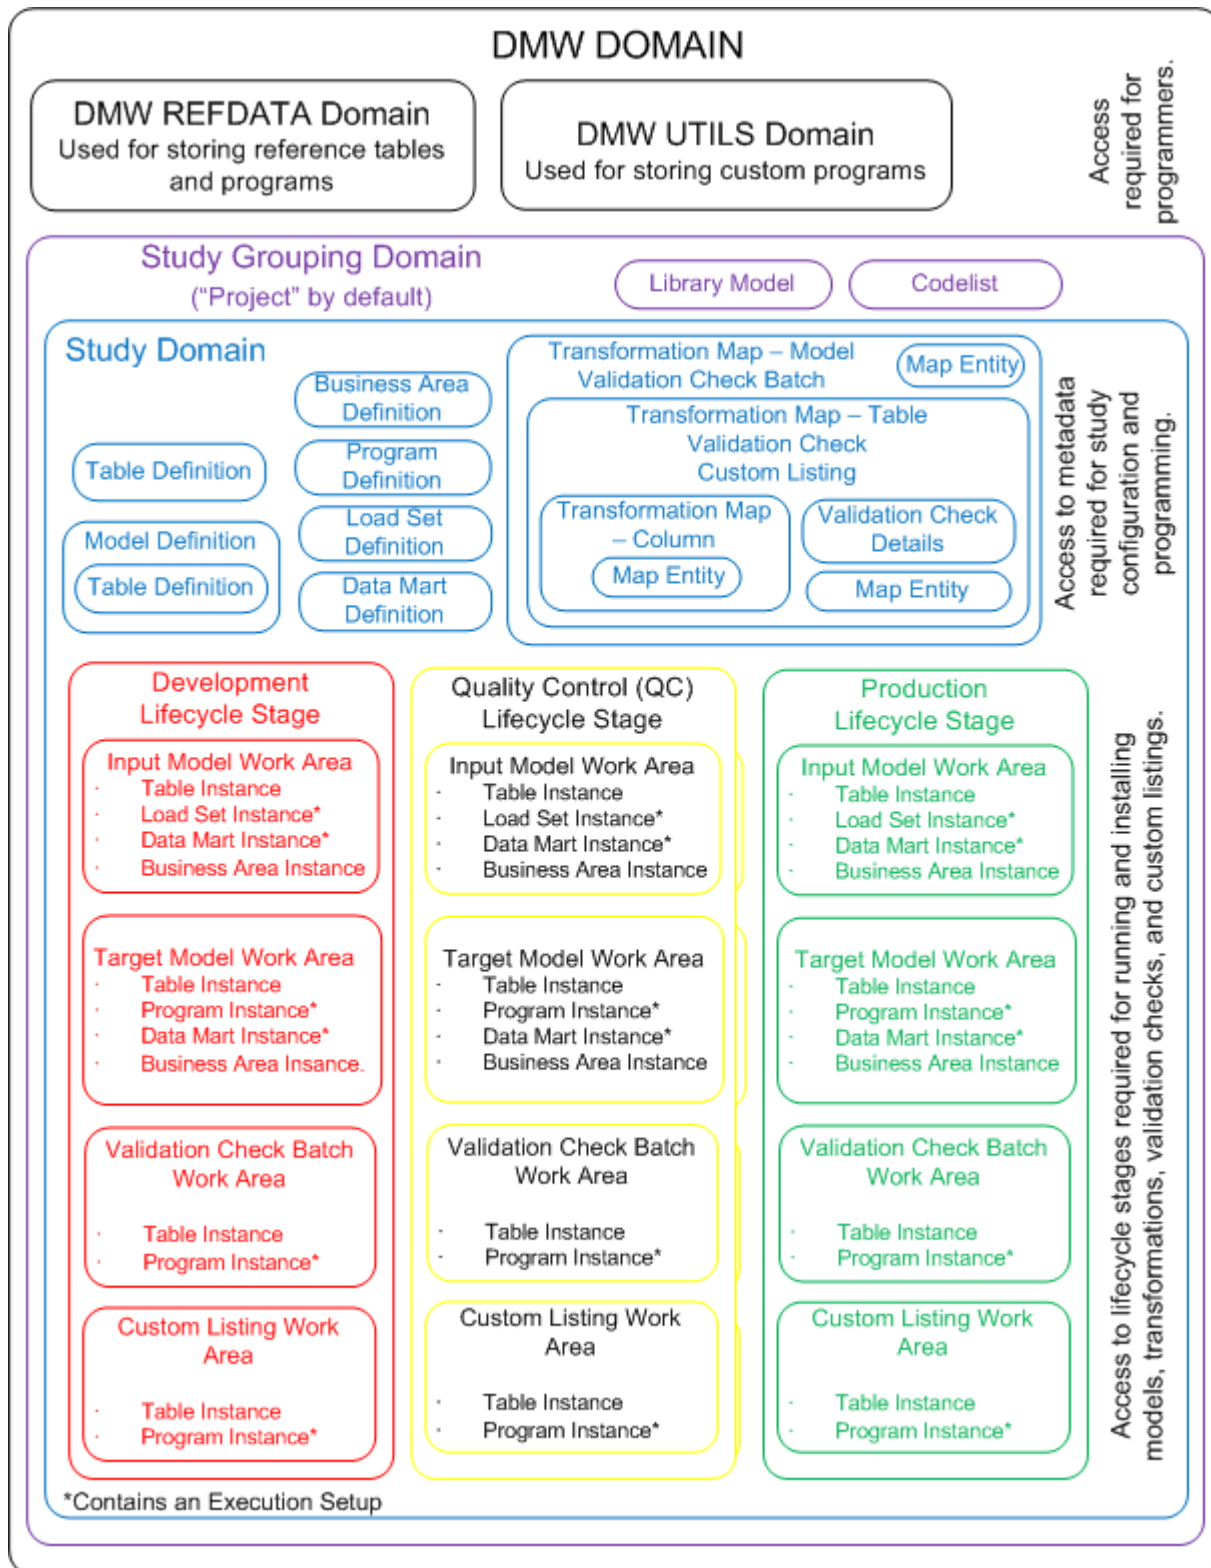 DMW DOMAIN
DMW REFDATA Domain
Used for storing reference tables
and programs
DMW UTILS Domain
Used for storing custom programs
Access
required for
programmers.
Study Grouping Domain
("Project" by default)
Library Model
Codelist
Study Domain
Business Area
Definition
Table Definition
Program
Definition
Model Definition
Table Definition
Load Set
Definition
Data Mart
Definition
Transformation Map – Model
Validation Check Batch
Map Entity
Transformation Map – Table
Validation Check
Custom Listing
Transformation Map
– Column
Map Entity
Validation Check
Details
Map Entity
Access to metadata
required for study
configuration and
programming.
Development
Lifecycle Stage
Input Model Work Area
· Table Instance
· Load Set Instance*
· Data Mart Instance*
· Business Area Instance
Target Model Work Area
· Table Instance
· Program Instance*
· Data Mart Instance*
· Business Area Insance.
Validation Check Batch
Work Area
· Table Instance
· Program Instance*
Custom Listing Work
Area
· Table Instance
· Program Instance*
Quality Control (QC)
Lifecycle Stage
Input Model Work Area
· Table Instance
· Load Set Instance*
· Data Mart Instance*
· Business Area Instance
Target Model Work Area
· Table Instance
· Program Instance*
· Data Mart Instance*
· Business Area Instance
Validation Check Batch
Work Area
· Table Instance
· Program Instance*
Custom Listing Work
Area
· Table Instance
· Program Instance*
Production
Lifecycle Stage
Input Model Work Area
· Table Instance
· Load Set Instance*
· Data Mart Instance*
· Business Area Instance
Target Model Work Area
· Table Instance
· Program Instance*
· Data Mart Instance*
· Business Area Instance
Validation Check Batch
Work Area
· Table Instance
· Program Instance*
Custom Listing Work
Area
· Table Instance
· Program Instance*
Access to lifecycle stages required for running and installing
models, transformations, validation checks, and custom listings.
*Contains an Execution Setup